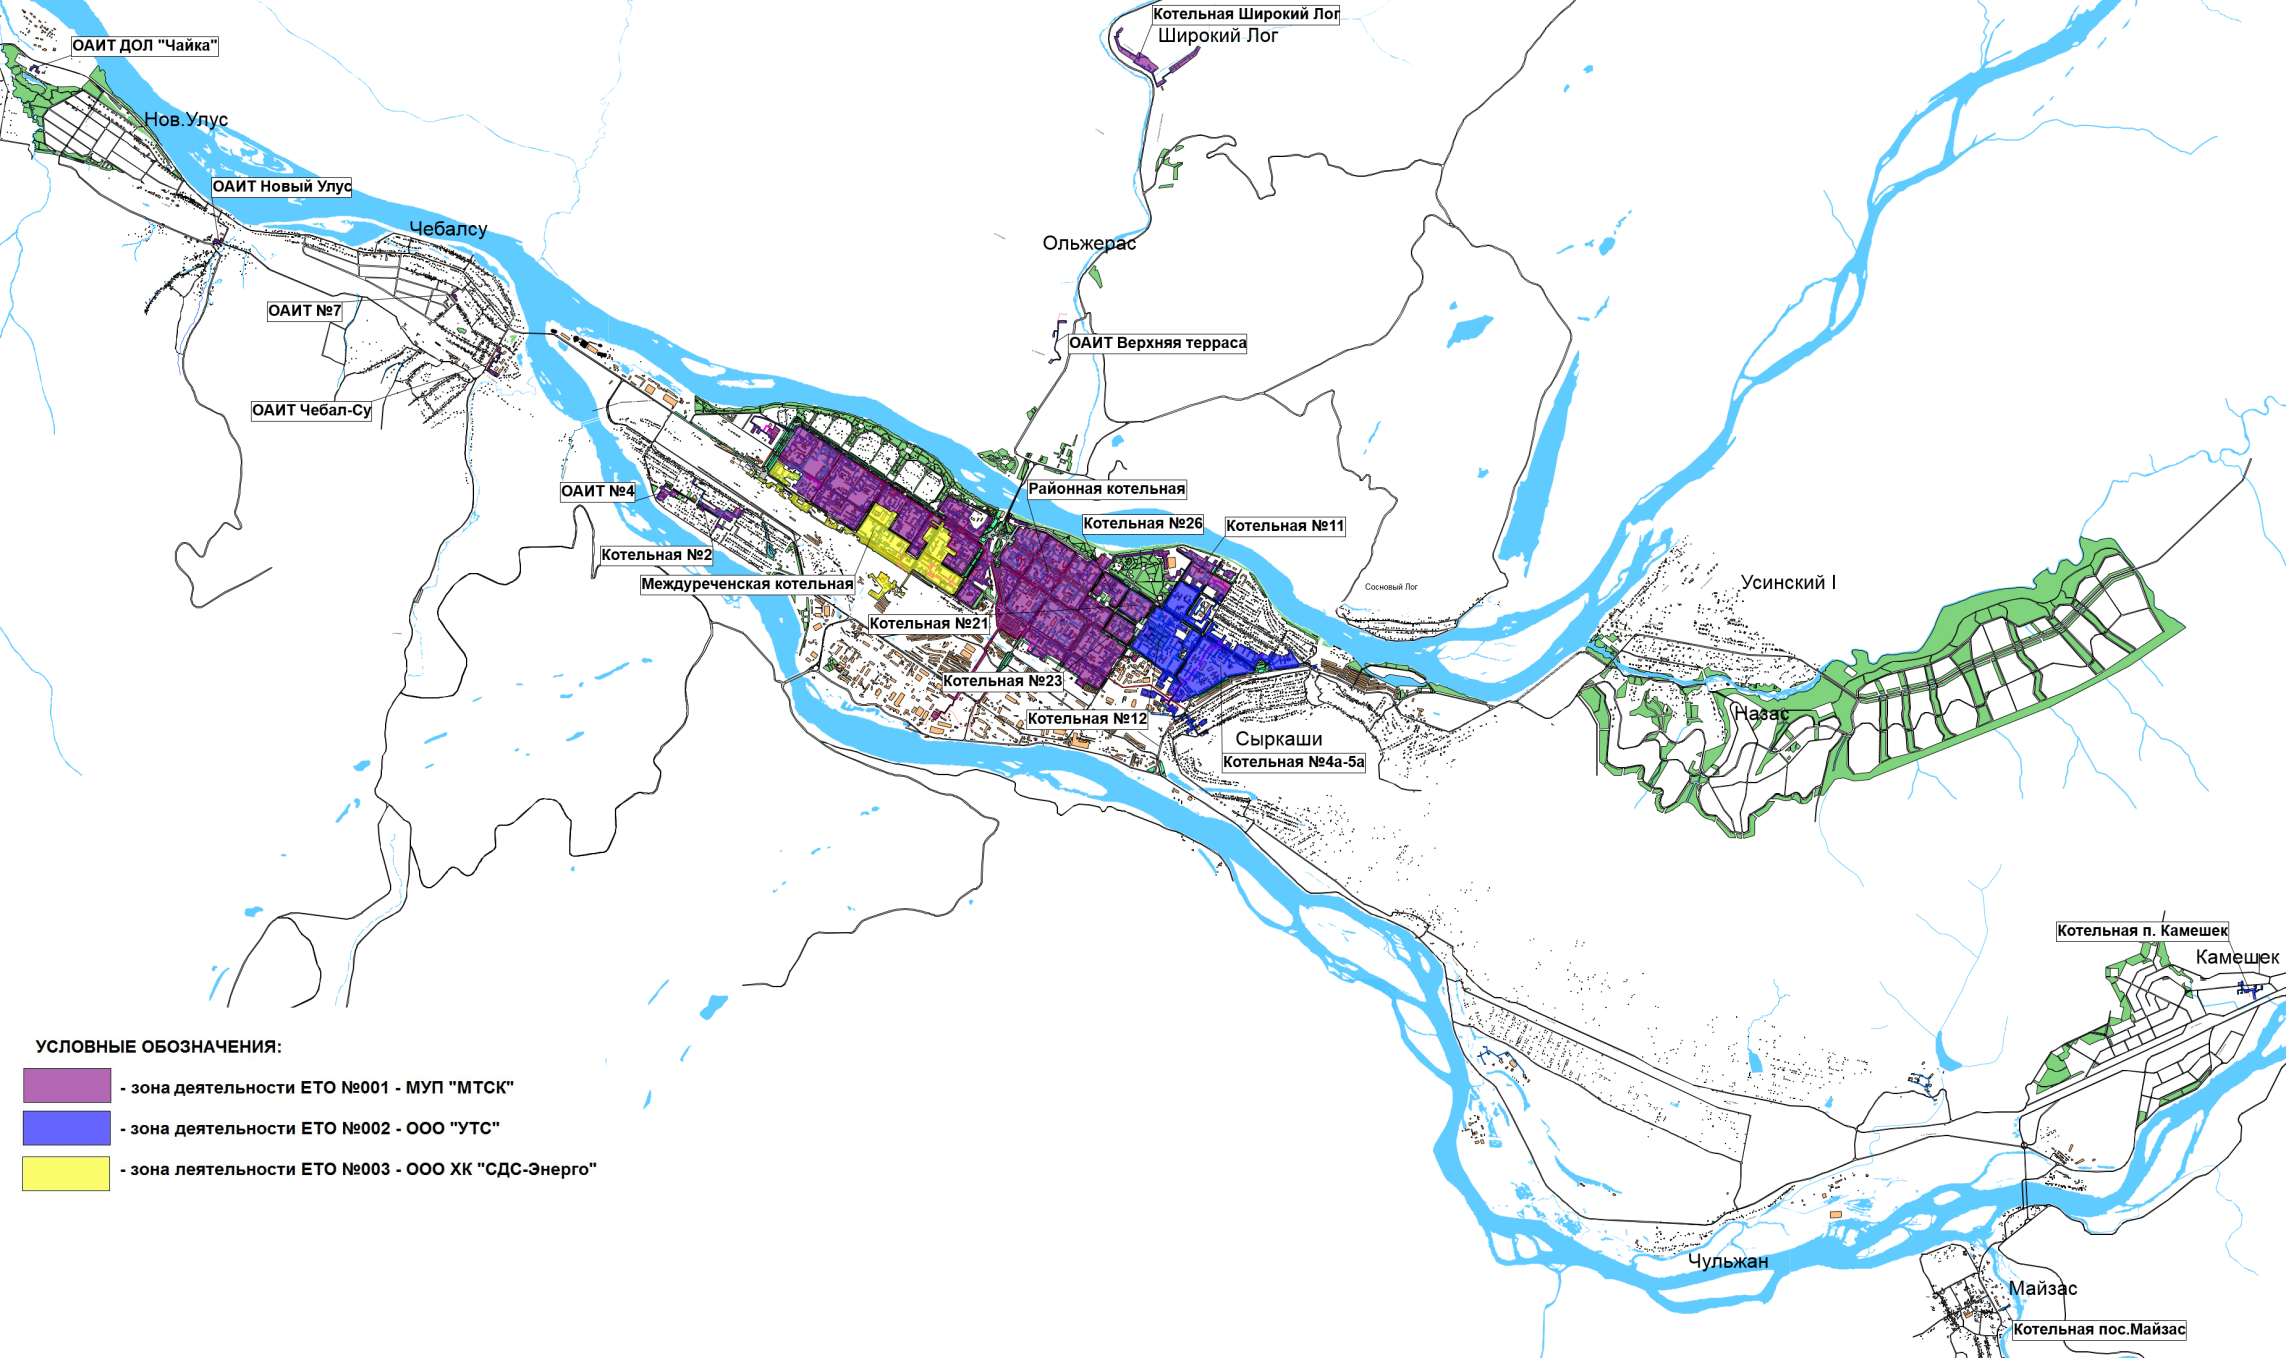 Котельная Широкий Лог
Широкий Лог
ОАИТ ДОЛ "Чайка"
Нов.Улус
ОАИТ Новый Улус
Чебалсу
Ольжерас
ОАИТ №7
ОАИТ Верхняя терраса
ОАИТ Чебал-Су
ОАИТ №4
Районная котельная
Котельная №26
Котельная №11
Котельная №2
Междуреченская котельная
Сосновый Лог
Усинский I
Котельная №21
Котельная №23
Котельная №12
Назас
Сыркаши
Котельная №4а-5а
Котельная п. Камешек
Камешек
УСЛОВНЫЕ ОБОЗНАЧЕНИЯ:
- зона деятельности ЕТО №001 - МУП "МТСК"
- зона деятельности ЕТО №002 - ООО "УТС"
- зона леятельности ЕТО №003 - ООО ХК "СДС-Энерго"
Чульжан
Майзас
Котельная пос.Майзас